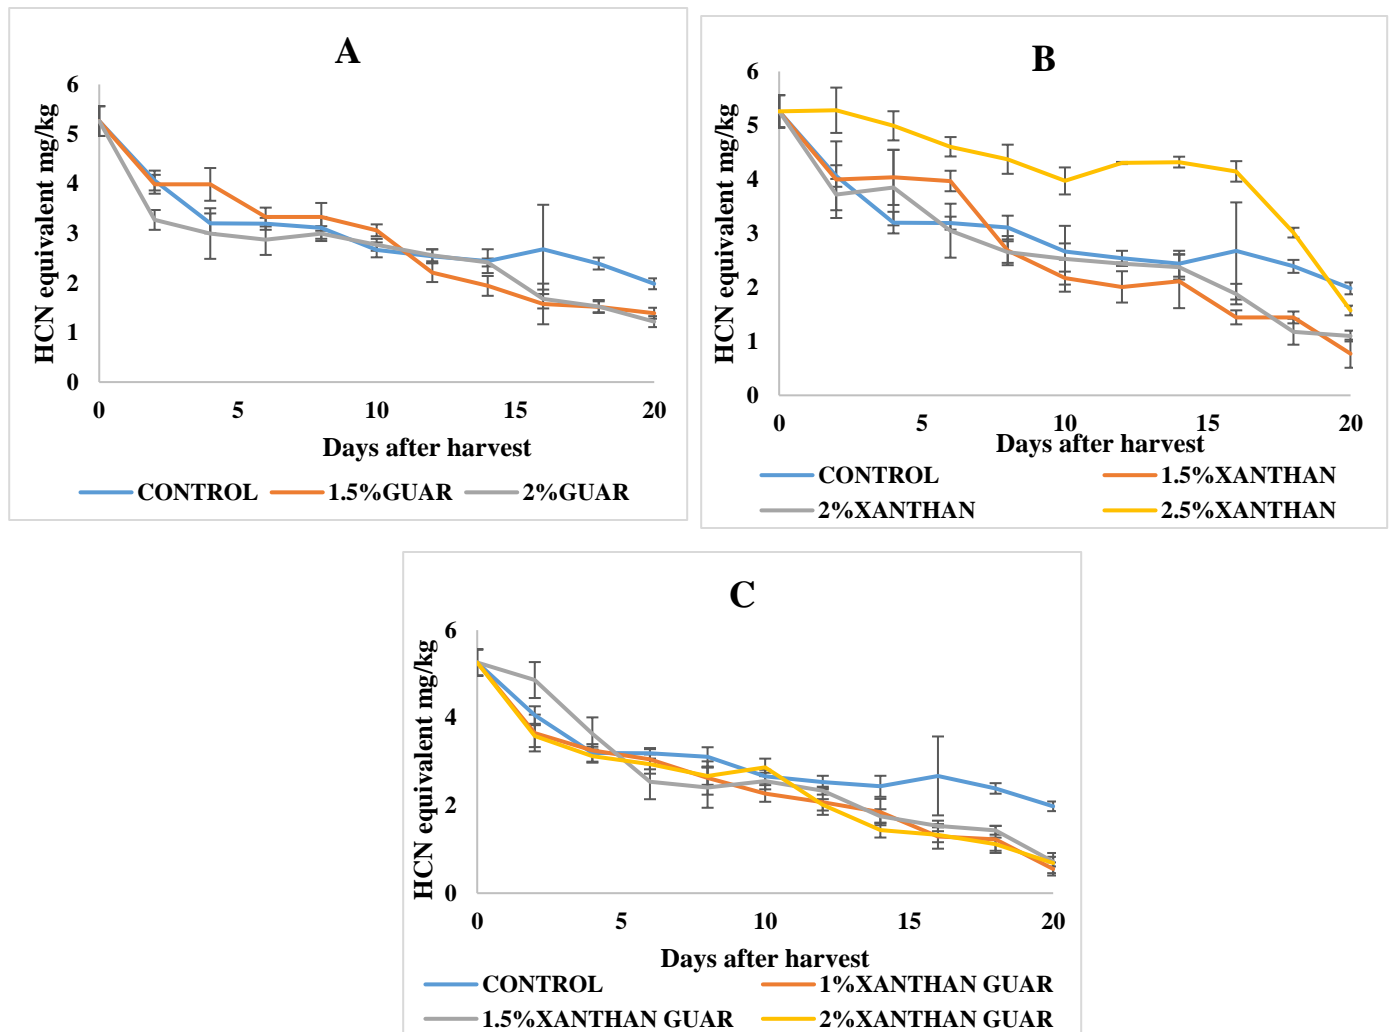 A
HCN equivalent mg/kg
6
5
4
3
2
1
0
0 5 10 15 20
Days after harvest
CONTROL 1.5%GUAR 2%GUAR
B
HCN equivalent mg/kg
6
5
4
3
2
1
0
0 5 10 15 20
Days after harvest
CONTROL 1.5%XANTHAN
2%XANTHAN 2.5%XANTHAN
C
HCN equivalent mg/kg
6
4
2
0
0 5 10 15 20
Days after harvest
CONTROL 1%XANTHAN GUAR
1.5%XANTHAN GUAR 2%XANTHAN GUAR